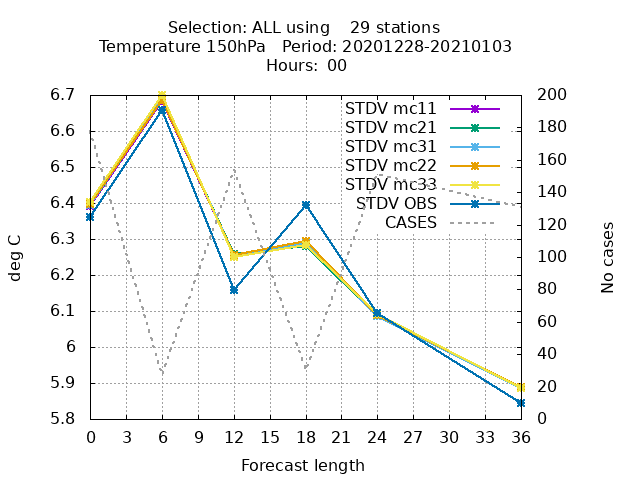 Selection: ALL using    29 stations
Temperature 150hPa   Period: 20201228-20210103
Hours:  00
6.7
6.6
6.5
6.4
6.3
6.2
6.1
6
5.9
5.8
deg C
STDV mc11
STDV mc21
STDV mc31
STDV mc22
STDV mc33
STDV OBS
CASES
200
180
160
140
120
100
80
60
40
20
0
No cases
0 3 6 9 12 15 18 21 24 27 30 33 36
Forecast length